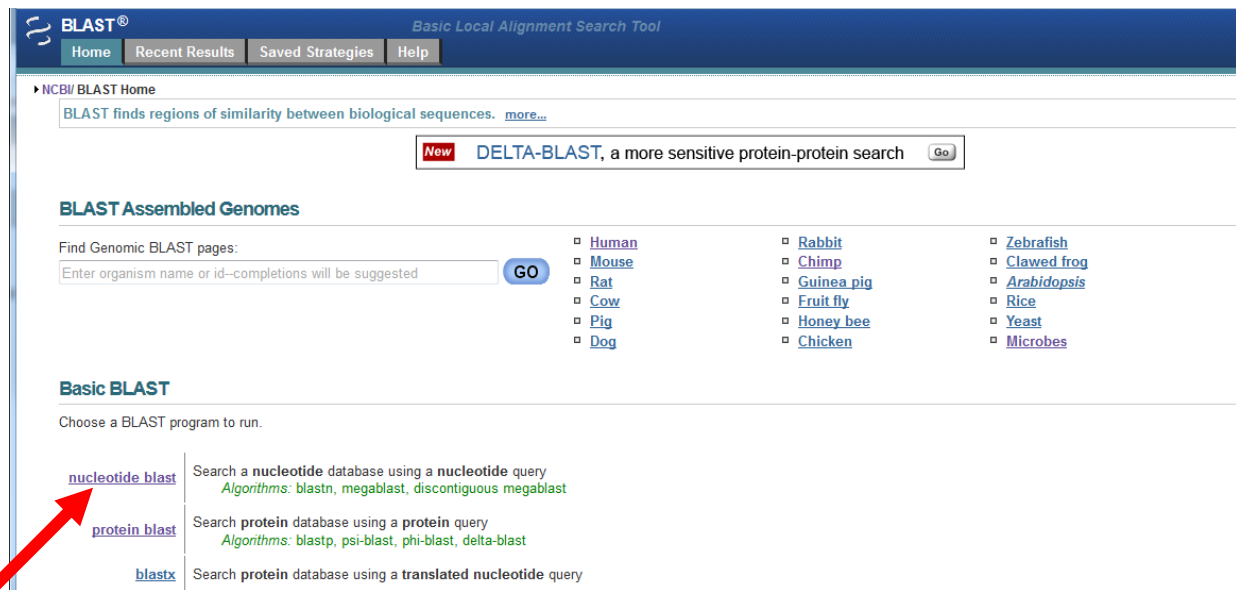 BLAST® Basic Local Alignment Search Tool
Home Recent Results Saved Strategies Help
NCBI/ BLAST Home
BLAST finds regions of similarity between biological sequences. more...
New DELTA-BLAST, a more sensitive protein-protein search Go
BLAST Assembled Genomes
Find Genomic BLAST pages:
Enter organism name or id--completions will be suggested GO
Human
Mouse
Rat
Cow
Pig
Dog
Rabbit
Chimp
Guinea pig
Fruit fly
Honey bee
Chicken
Zebrafish
Clawed frog
Arabidopsis
Rice
Yeast
Microbes
Basic BLAST
Choose a BLAST program to run.
nucleotide blast Search a nucleotide database using a nucleotide query
Algorithms: blastn, megablast, discontiguous megablast
protein blast Search protein database using a protein query
Algorithms: blastp, psi-blast, phi-blast, delta-blast
blastx Search protein database using a translated nucleotide query